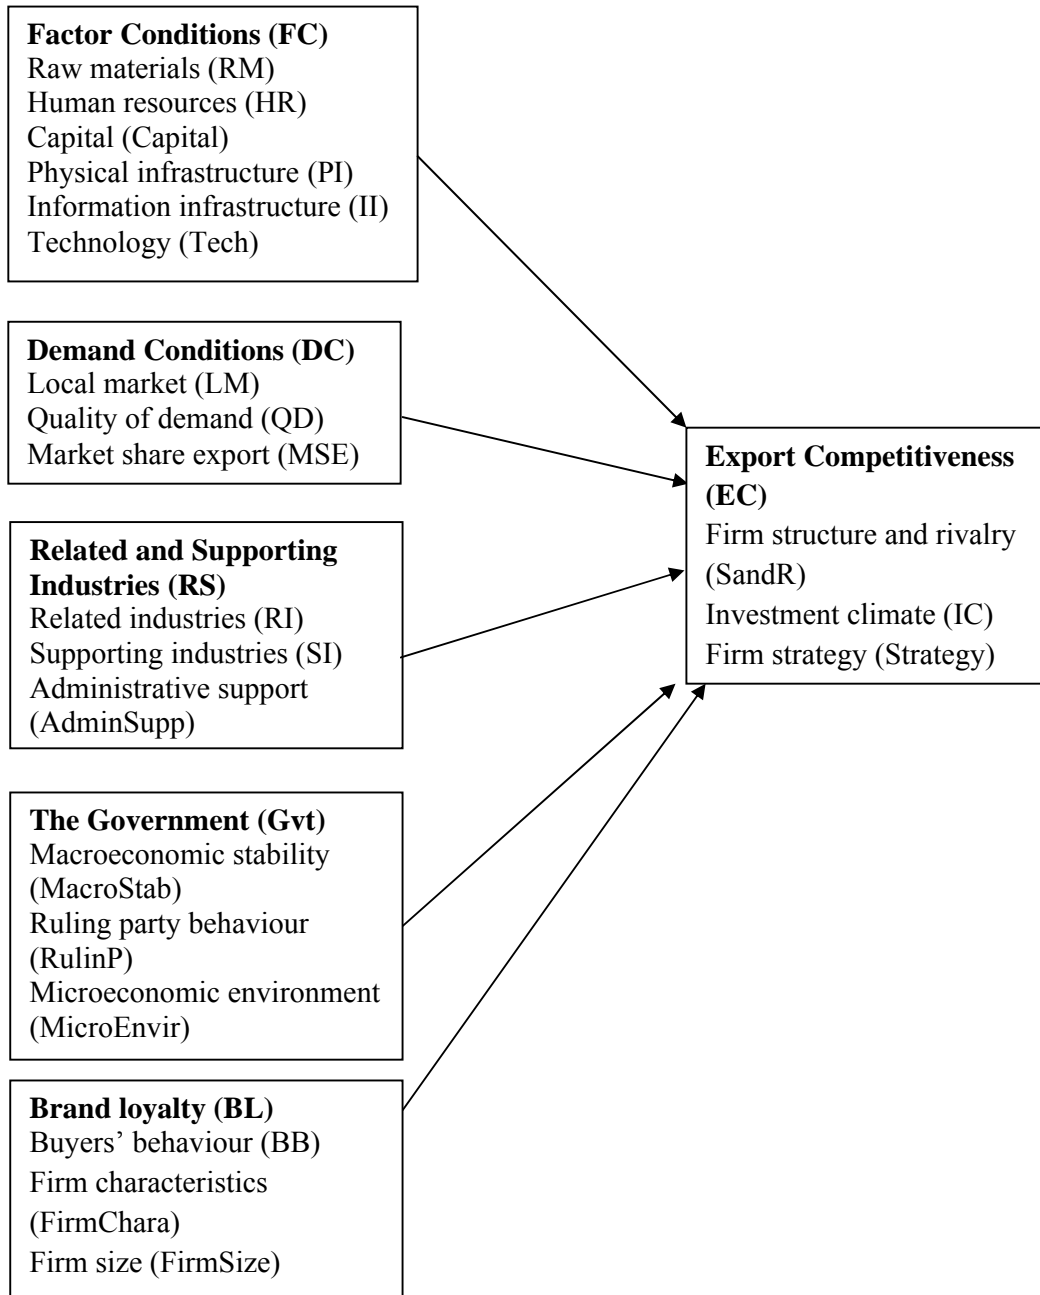 Factor Conditions (FC)
Raw materials (RM)
Human resources (HR)
Capital (Capital)
Physical infrastructure (PI)
Information infrastructure (II)
Technology (Tech)
Demand Conditions (DC)
Local market (LM)
Quality of demand (QD)
Market share export (MSE)
Related and Supporting
Industries (RS)
Related industries (RI)
Supporting industries (SI)
Administrative support
(AdminSupp)
The Government (Gvt)
Macroeconomic stability
(MacroStab)
Ruling party behaviour
(RulinP)
Microeconomic environment
(MicroEnvir)
Brand loyalty (BL)
Buyers’ behaviour (BB)
Firm characteristics
(FirmChara)
Firm size (FirmSize)
Export Competitiveness
(EC)
Firm structure and rivalry
(SandR)
Investment climate (IC)
Firm strategy (Strategy)